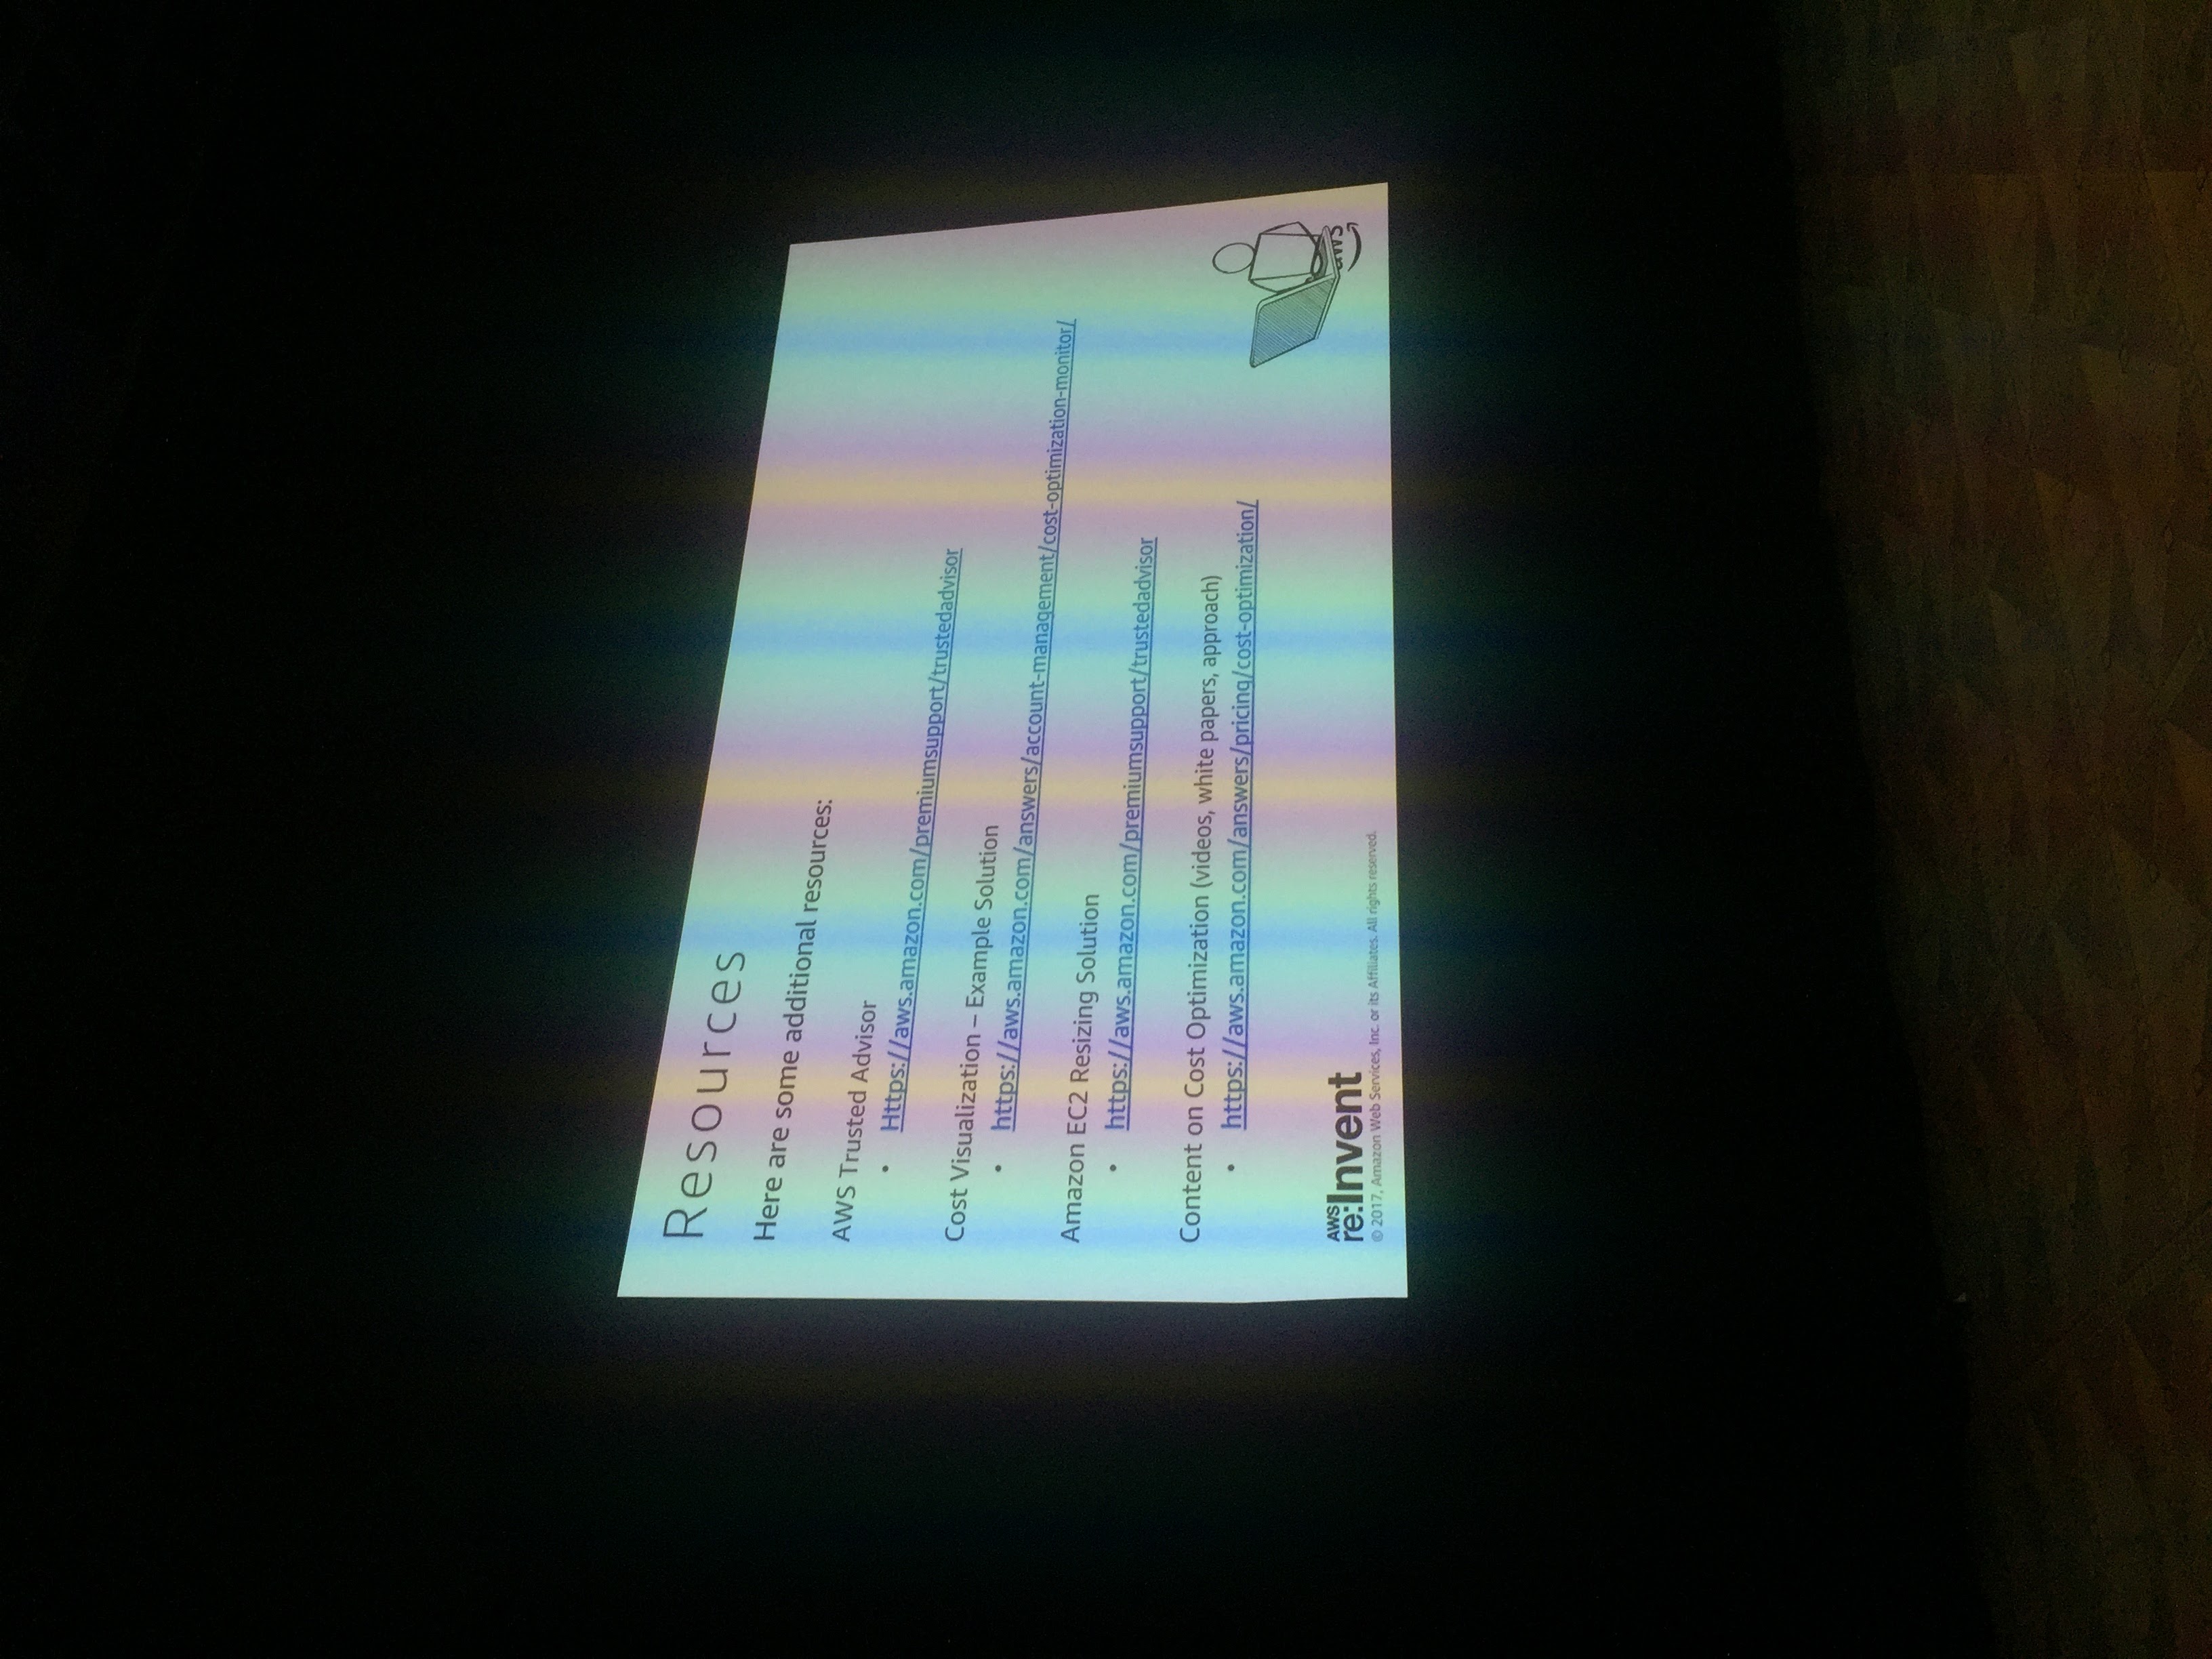 Resources
Here are some additional resources:
AWS Trusted Advisor
• Https://aws.amazon.com/premiumsupport/trustedadvisor
Cost Visualization – Example Solution
• https://aws.amazon.com/answers/account-management/cost-optimization-monitor/
Amazon EC2 Resizing Solution
• https://aws.amazon.com/premiumsupport/trustedadvisor
Content on Cost Optimization (videos, white papers, approach)
• https://aws.amazon.com/answers/pricing/cost-optimization/
AWS
re:Invent
© 2017, Amazon Web Services, Inc. or its Affiliates. All rights reserved.
aws